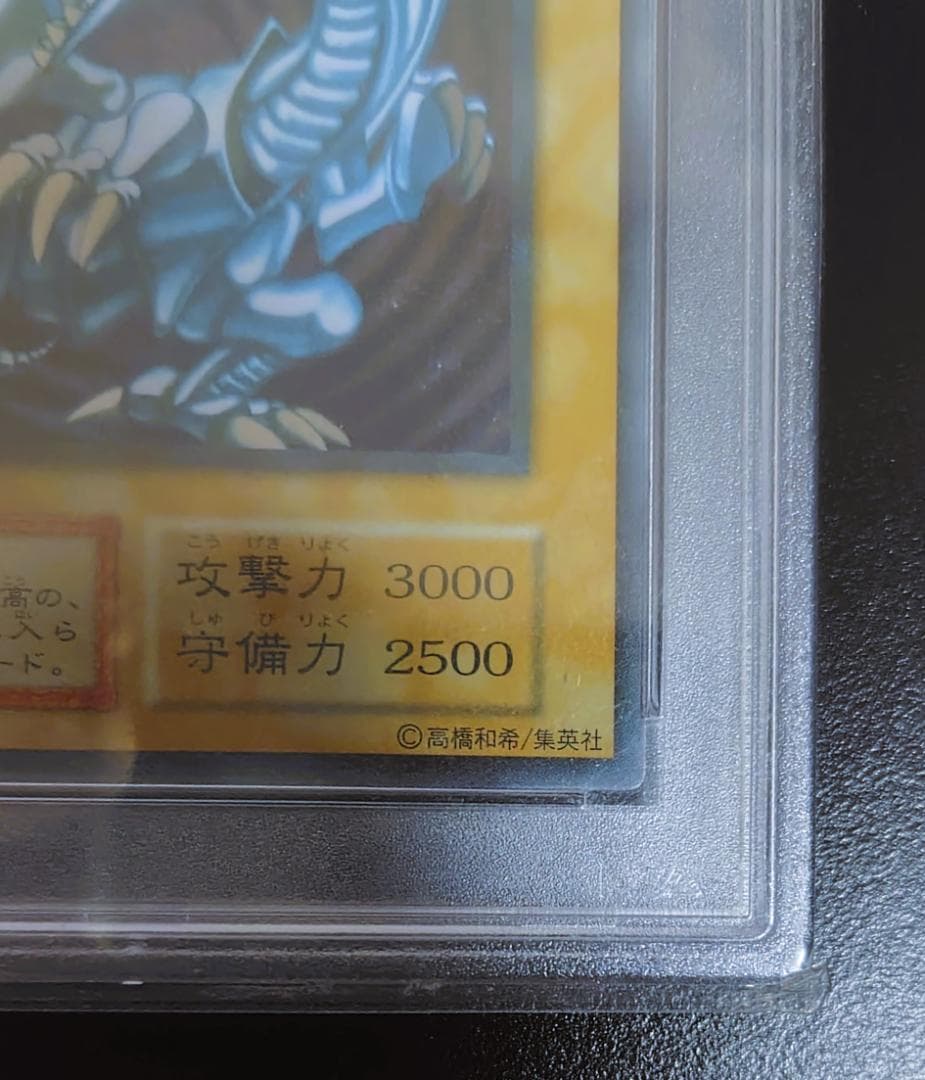 高の、
入ら
ード。
こう げき りょく
攻撃力 3000
しゅ び りょく
守備力 2500
©高橋和希/集英社